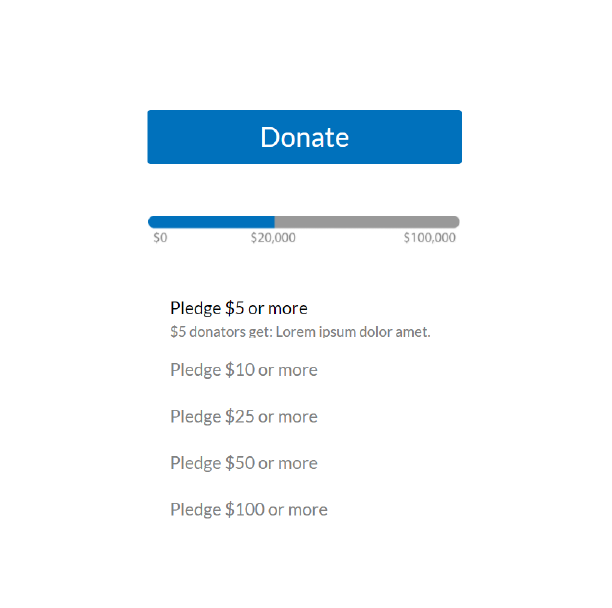 Donate
$0 $20,000 $100,000
Pledge $5 or more
$5 donators get: Lorem ipsum dolor amet.
Pledge $10 or more
Pledge $25 or more
Pledge $50 or more
Pledge $100 or more